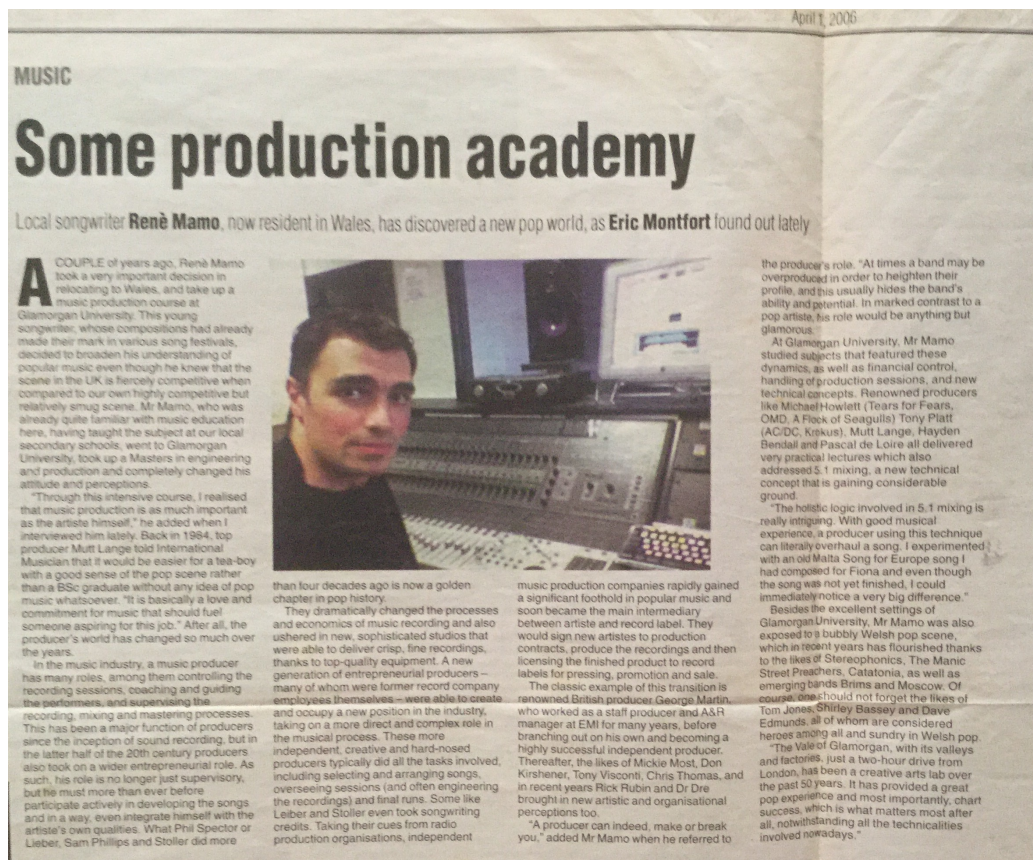 April 1, 2006
MUSIC
Some production academy
Local songwriter Renè Mamo, now resident in Wales, has discovered a new pop world, as Eric Montfort found out lately
A COUPLE of years ago, Renè Mamo
took a very important decision in
relocating to Wales, and take up a
music production course at
Glamorgan University. This young
songwriter, whose compositions had already
made their mark in various song festivals,
decided to broaden his understanding of
popular music even though he knew that the
scene in the UK is fiercely competitive when
compared to our own highly competitive but
relatively smug scene. Mr Mamo, who was
already quite familiar with music education
here, having taught the subject at our local
secondary schools, went to Glamorgan
University, took up a Masters in engineering
and production and completely changed his
attitude and perceptions.
"Through this intensive course, I realised
that music production is as much important
as the artiste himself," he added when I
interviewed him lately. Back in 1984, top
producer Mutt Lange told International
Musician that it would be easier for a tea-boy
with a good sense of the pop scene rather
than a BSc graduate without any idea of pop
music whatsoever. "It is basically a love and
commitment for music that should fuel
someone aspiring for this job." After all, the
producer's world has changed so much over
the years.
In the music industry, a music producer
has many roles, among them controlling the
recording sessions, coaching and guiding
the performers, and supervising the
recording, mixing and mastering processes.
This has been a major function of producers
since the inception of sound recording, but in
the latter half of the 20th century producers
also took on a wider entrepreneurial role. As
such, his role is no longer just supervisory,
but he must more than ever before
participate actively in developing the songs
and in a way, even integrate himself with the
artiste's own qualities. What Phil Spector or
Lieber, Sam Phillips and Stoller did more
than four decades ago is now a golden
chapter in pop history.
They dramatically changed the processes
and economics of music recording and also
ushered in new, sophisticated studios that
were able to deliver crisp, fine recordings,
thanks to top-quality equipment. A new
generation of entrepreneurial producers –
many of whom were former record company
employees themselves – were able to create
and occupy a new position in the industry,
taking on a more direct and complex role in
the musical process. These more
independent, creative and hard-nosed
producers typically did all the tasks involved,
including selecting and arranging songs,
overseeing sessions (and often engineering
the recordings) and final runs. Some like
Leiber and Stoller even took songwriting
credits. Taking their cues from radio
production organisations, independent
music production companies rapidly gained
a significant foothold in popular music and
soon became the main intermediary
between artiste and record label. They
would sign new artistes to production
contracts, produce the recordings and then
licensing the finished product to record
labels for pressing, promotion and sale.
The classic example of this transition is
renowned British producer George Martin,
who worked as a staff producer and A&R
manager at EMI for many years, before
branching out on his own and becoming a
highly successful independent producer.
Thereafter, the likes of Mickie Most, Don
Kirshener, Tony Visconti, Chris Thomas, and
in recent years Rick Rubin and Dr Dre
brought in new artistic and organisational
perceptions too.
"A producer can indeed, make or break
you," added Mr Mamo when he referred to
the producer's role. "At times a band may be
overproduced in order to heighten their
profile, and this usually hides the band's
ability and potential. In marked contrast to a
pop artiste, his role would be anything but
glamorous.
At Glamorgan University, Mr Mamo
studied subjects that featured these
dynamics, as well as financial control,
handling of production sessions, and new
technical concepts. Renowned producers
like Michael Howlett (Tears for Fears,
OMD, A Flock of Seagulls) Tony Platt
(AC/DC, Krokus), Mutt Lange, Hayden
Bendall and Pascal de Loire all delivered
very practical lectures which also
addressed 5.1 mixing, a new technical
concept that is gaining considerable
ground.
"The holistic logic involved in 5.1 mixing is
really intriguing. With good musical
experience, a producer using this technique
can literally overhaul a song. I experimented
with an old Malta Song for Europe song I
had composed for Fiona and even though
the song was not yet finished, I could
immediately notice a very big difference."
Besides the excellent settings of
Glamorgan University, Mr Mamo was also
exposed to a bubbly Welsh pop scene,
which in recent years has flourished thanks
to the likes of Stereophonics, The Manic
Street Preachers, Catatonia, as well as
emerging bands Brims and Moscow. Of
course, one should not forget the likes of
Tom Jones, Shirley Bassey and Dave
Edmunds, all of whom are considered
heroes among all and sundry in Welsh pop.
"The Vale of Glamorgan, with its valleys
and factories, just a two-hour drive from
London, has been a creative arts lab over
the past 50 years. It has provided a great
pop experience and most importantly, chart
success, which is what matters most after
all, notwithstanding all the technicalities
involved nowadays."